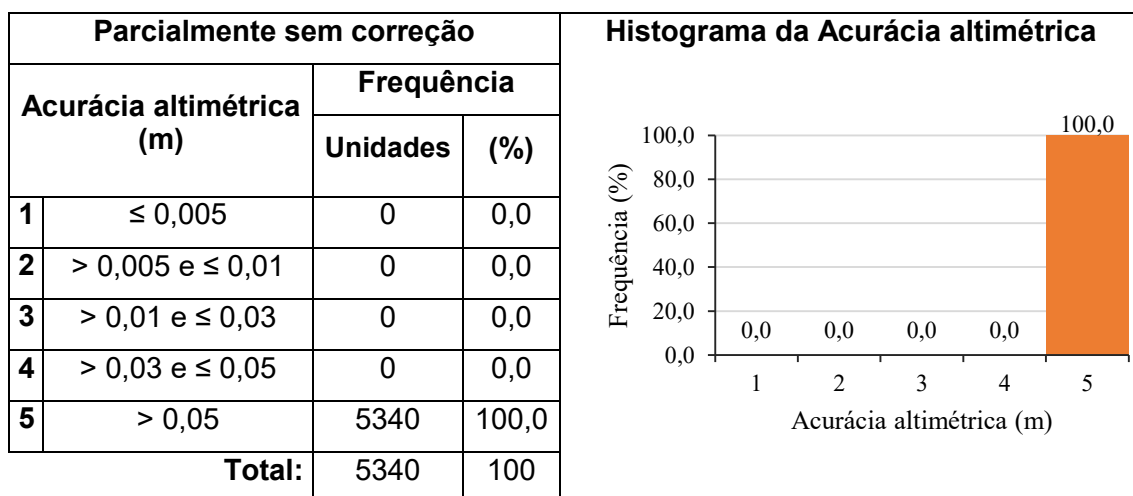 Parcialmente sem correção
Acurácia altimétrica
(m)
Frequência
Unidades
(%)
1 ≤ 0,005 0 0,0
2 > 0,005 e ≤ 0,01 0 0,0
3 > 0,01 e ≤ 0,03 0 0,0
4 > 0,03 e ≤ 0,05 0 0,0
5 > 0,05 5340 100,0
Total: 5340 100
Histograma da Acurácia altimétrica
Frequência (%)
100,0
80,0
60,0
40,0
20,0
0,0
0,0 0,0 0,0 0,0 100,0
1 2 3 4 5
Acurácia altimétrica (m)